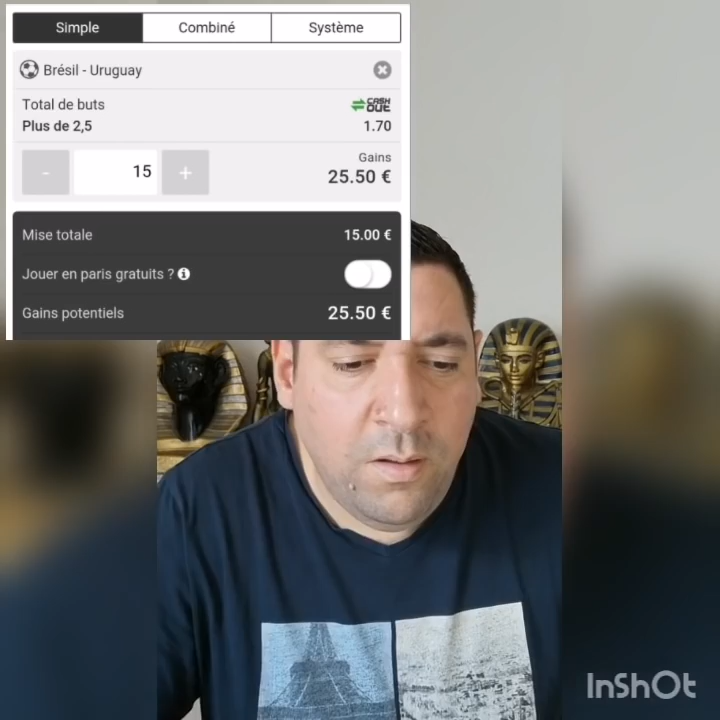 Simple Combiné Système
Brésil - Uruguay
Total de buts CASH OUT
Plus de 2,5 1.70
Gains
- 15 + 25.50 €
Mise totale 15.00 €
Jouer en paris gratuits ?
Gains potentiels 25.50 €
InShOt